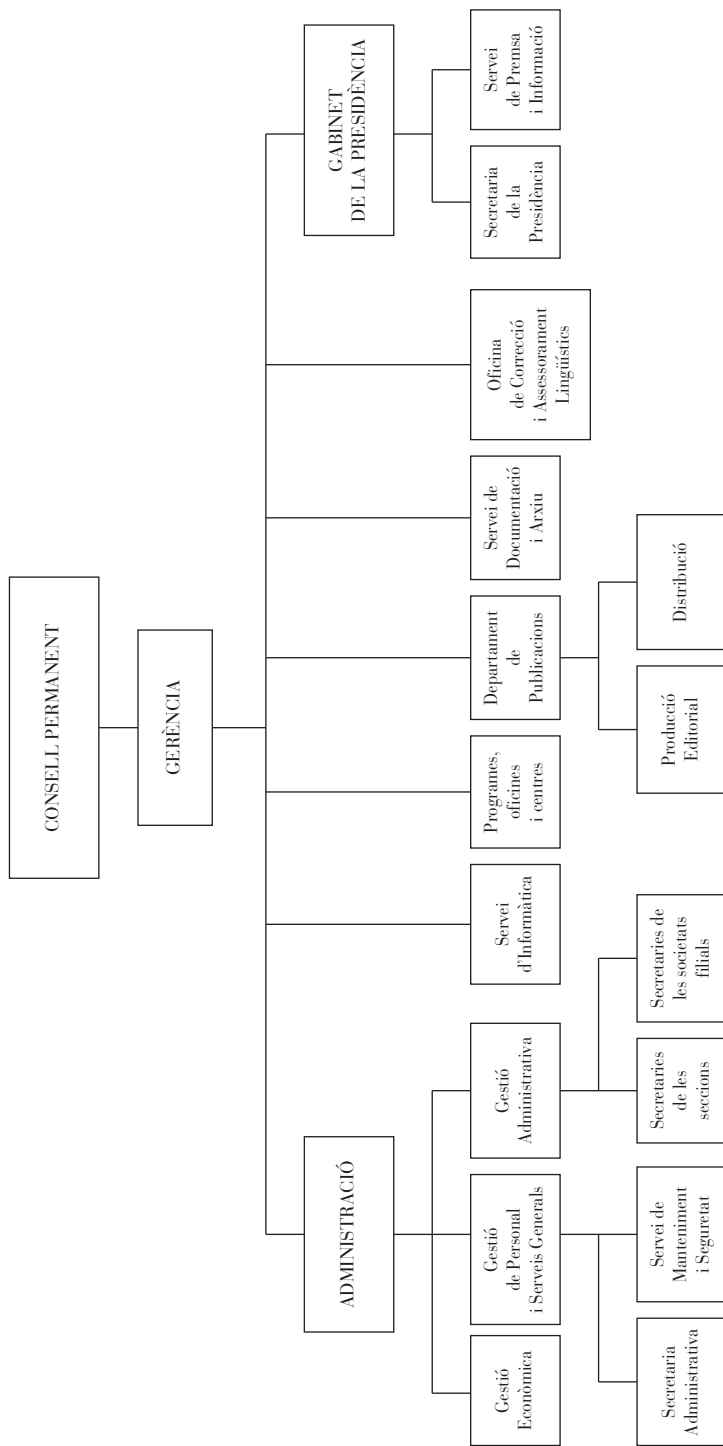 CONSELL PERMANENT
GERÈNCIA
ADMINISTRACIÓ
GABINET
DE LA PRESIDÈNCIA
Gestió
Econòmica
Gestió
de Personal
i Serveis Generals
Gestió
Administrativa
Servei
d'Informàtica
Programes,
oficines
i centres
Departament
de
Publicacions
Servei de
Documentació
i Arxiu
Oficina
de Correcció
i Assessorament
Lingüístics
Secretaria
de la
Presidència
Servei
de Premsa
i Informació
Secretaria
Administrativa
Servei de
Manteniment
i Seguretat
Secretaries
de les
seccions
Secretaries de
les societats
filials
Producció
Editorial
Distribució